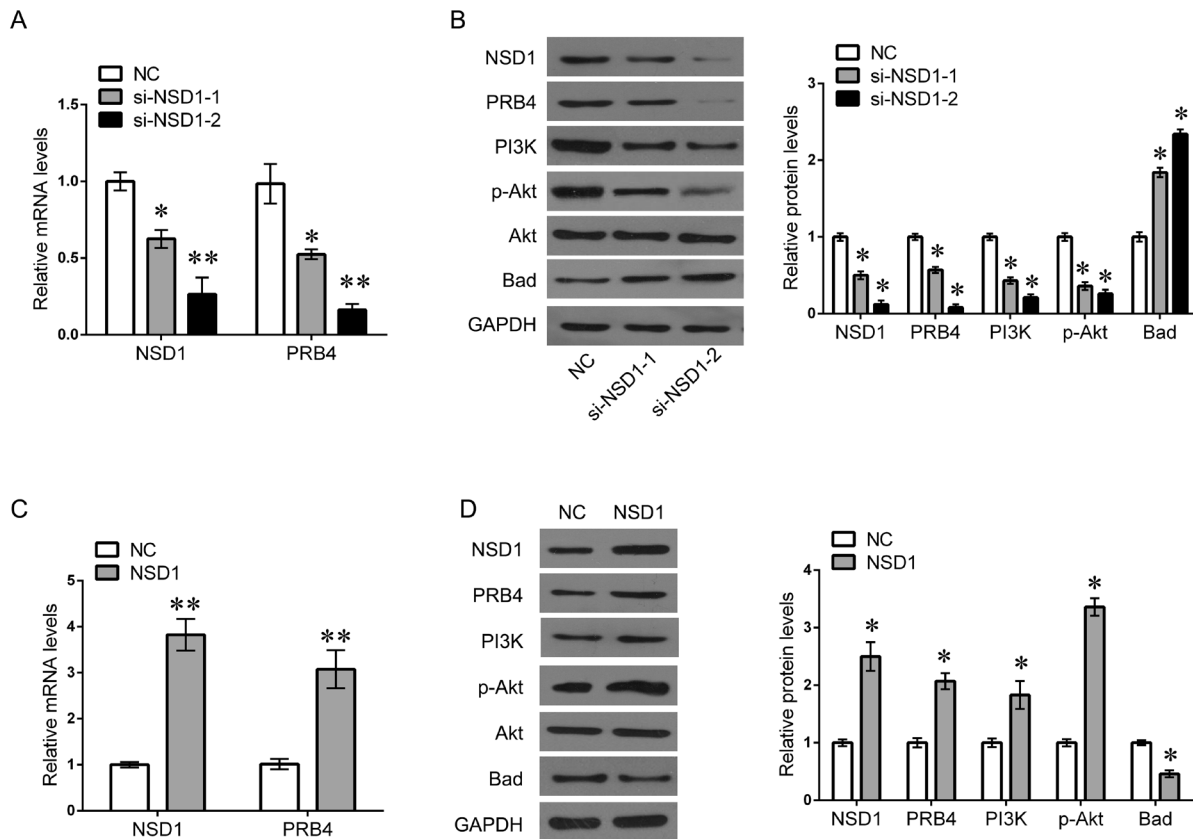 A
NC
si-NSD1-1
si-NSD1-2
Relative mRNA levels
1.5
1.0
0.5
0.0
*
**
*
**
NSD1 PRB4
B
NSD1
PRB4
PI3K
p-Akt
Akt
Bad
GAPDH
NC si-NSD1-1 si-NSD1-2
NC
si-NSD1-1
si-NSD1-2
Relative protein levels
3
2
1
0
* * * * * * * * * *
NSD1 PRB4 PI3K p-Akt Bad
C
NC
NSD1
Relative mRNA levels
5
4
3
2
1
0
** **
NSD1 PRB4
D
NC NSD1
NSD1
PRB4
PI3K
p-Akt
Akt
Bad
GAPDH
NC
NSD1
Relative protein levels
4
3
2
1
0
* * * * *
NSD1 PRB4 PI3K p-Akt Bad